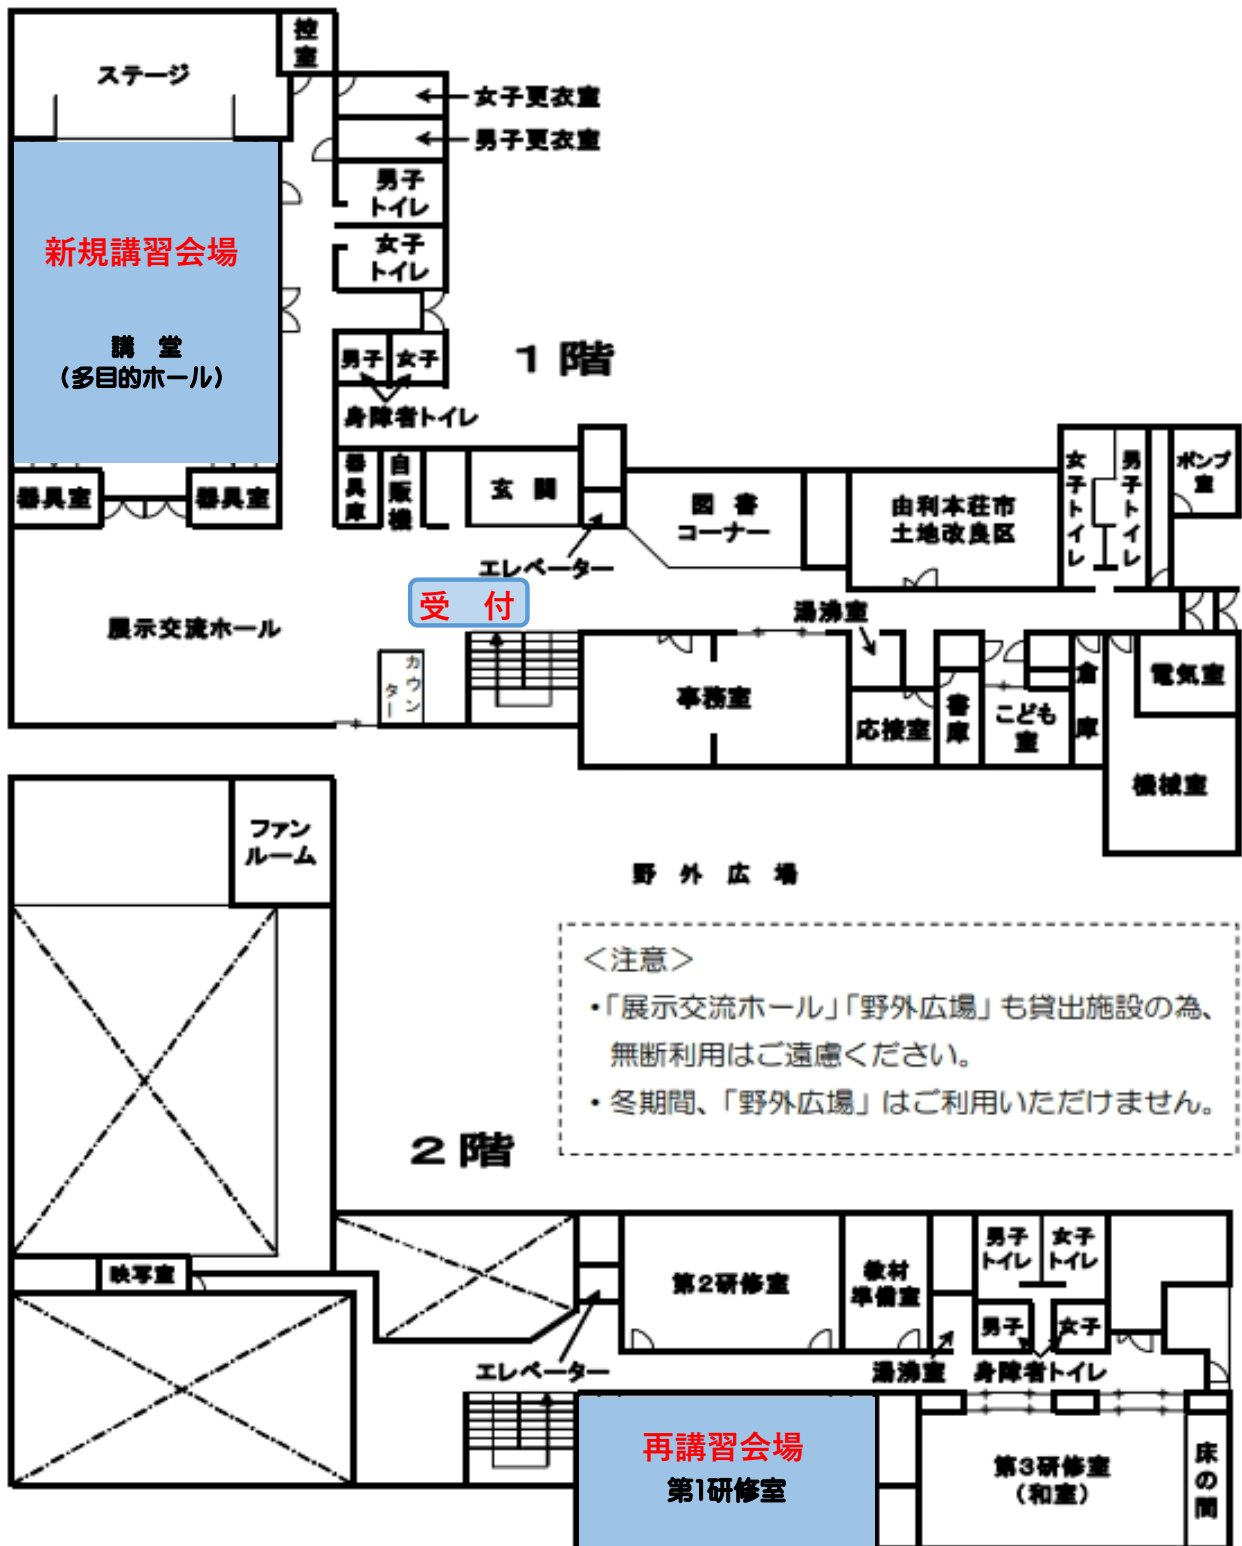 控
室
ステージ
女子更衣室
男子更衣室
男子
トイレ
女子
トイレ
新規講習会場
講 堂
（多目的ホール）
男子
女子
身障者トイレ
1 階
器具室
器具室
器具庫
自販機
玄 関
エレベーター
図 書
コーナー
由利本荘市
土地改良区
女子トイレ
男子トイレ
ポンプ
室
受 付
展示交流ホール
カウンター
湯沸室
事務室
応接室
書庫
こども
室
倉庫
電気室
機械室
野 外 広 場
ファン
ルーム
＜注意＞
・「展示交流ホール」「野外広場」も貸出施設の為、
無断利用はご遠慮ください。
・冬期間、「野外広場」はご利用いただけません。
2 階
映写室
エレベーター
第2研修室
教材
準備室
湯沸室
男子
トイレ
女子
トイレ
男子
女子
身障者トイレ
再講習会場
第1研修室
第3研修室
（和室）
床の間